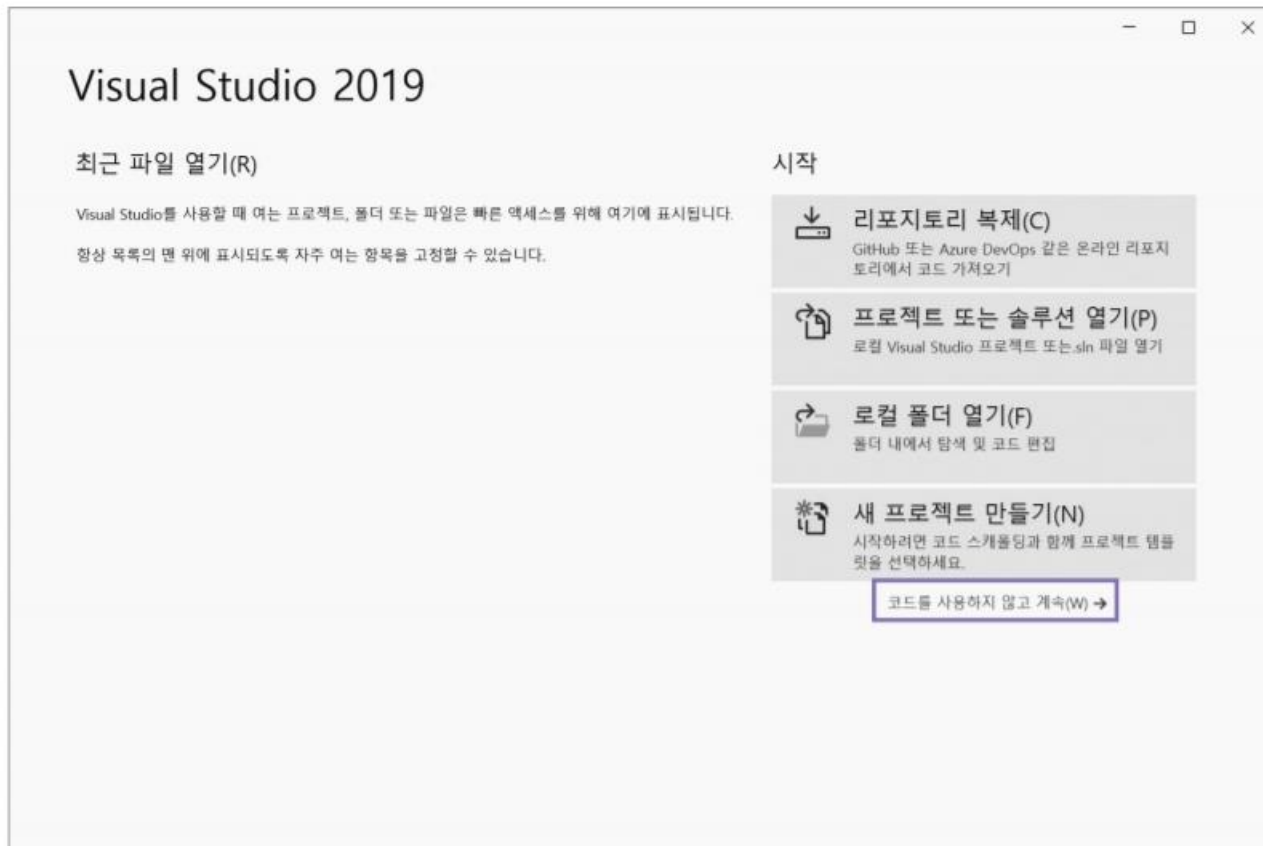 Visual Studio 2019
최근 파일 열기(R)
Visual Studio를 사용할 때 여는 프로젝트, 폴더 또는 파일은 빠른 액세스를 위해 여기에 표시됩니다.
항상 목록의 맨 위에 표시되도록 자주 여는 항목을 고정할 수 있습니다.
시작
리포지토리 복제(C)
GitHub 또는 Azure DevOps 같은 온라인 리포지
토리에서 코드 가져오기
프로젝트 또는 솔루션 열기(P)
로컬 Visual Studio 프로젝트 또는.sln 파일 열기
로컬 폴더 열기(F)
폴더 내에서 탐색 및 코드 편집
새 프로젝트 만들기(N)
시작하려면 코드 스캐폴딩과 함께 프로젝트 템플
릿을 선택하세요.
코드를 사용하지 않고 계속(W) →